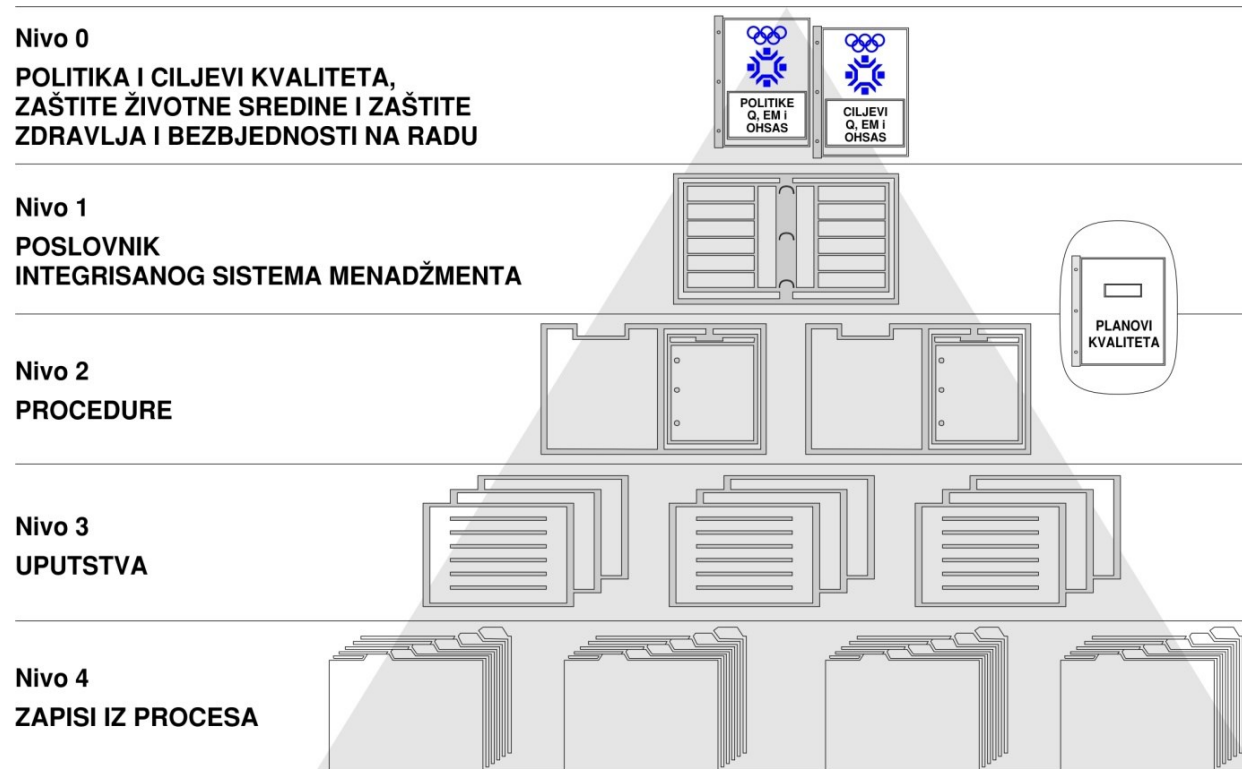 Nivo 0
POLITIKA I CILJEVI KVALITETA,
ZAŠTITE ŽIVOTNE SREDINE I ZAŠTITE
ZDRAVLJA I BEZBJEDNOSTI NA RADU
POLITIKE
Q, EM i
OHSAS
CILJEVI
Q, EM i
OHSAS
Nivo 1
POSLOVNIK
INTEGRISANOG SISTEMA MENADŽMENTA
PLANOVI
KVALITETA
Nivo 2
PROCEDURE
Nivo 3
UPUTSTVA
Nivo 4
ZAPISI IZ PROCESA